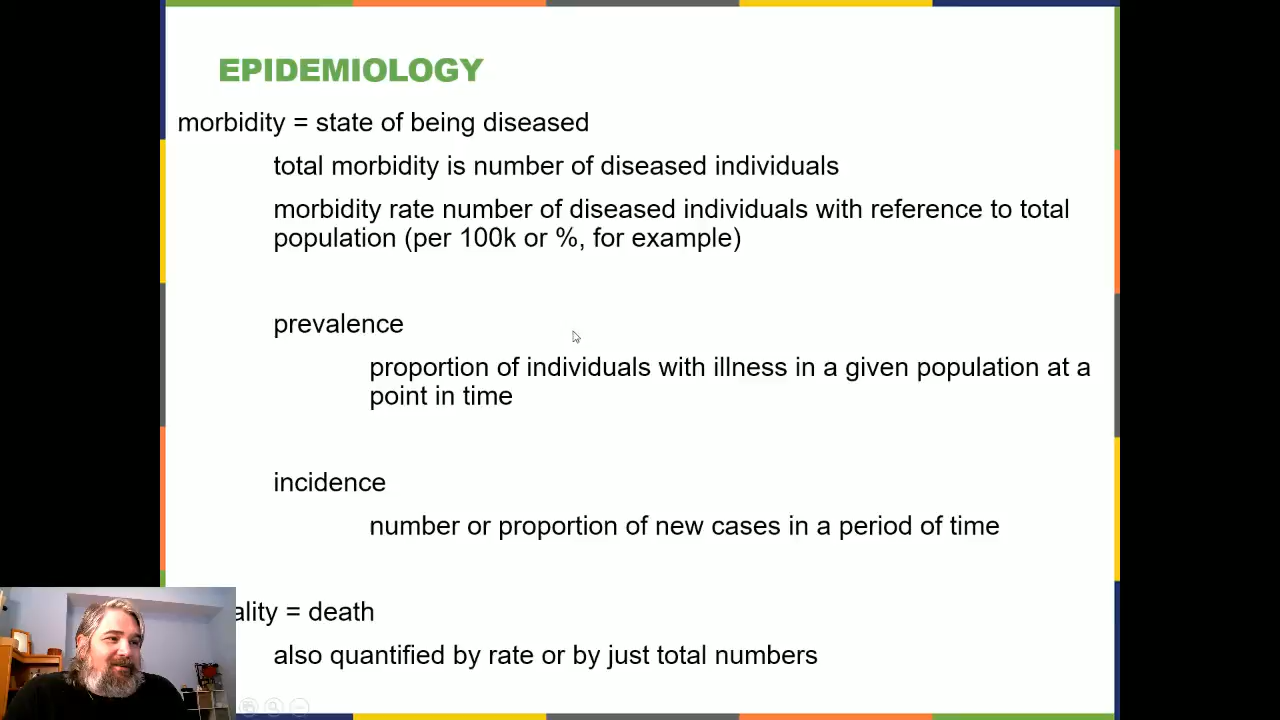 EPIDEMIOLOGY
morbidity = state of being diseased
total morbidity is number of diseased individuals
morbidity rate number of diseased individuals with reference to total
population (per 100k or %, for example)
prevalence
proportion of individuals with illness in a given population at a
point in time
incidence
number or proportion of new cases in a period of time
ality = death
also quantified by rate or by just total numbers